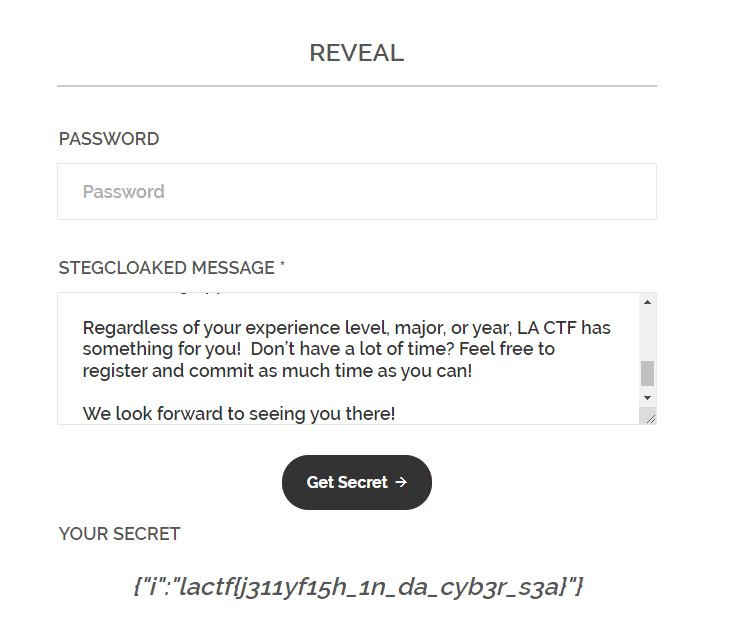 REVEAL
PASSWORD
Password
STEGCLOAKED MESSAGE *
Regardless of your experience level, major, or year, LA CTF has
something for you!  Don't have a lot of time? Feel free to
register and commit as much time as you can!
We look forward to seeing you there!
Get Secret →
YOUR SECRET
{"i":"lactf{j311yf15h_1n_da_cyb3r_s3a}"}